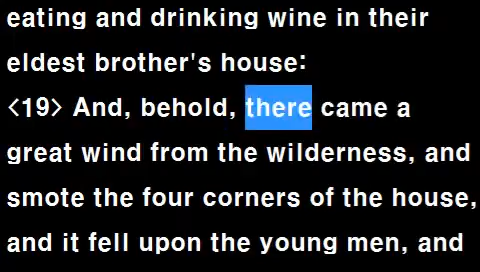 eating and drinking wine in their
eldest brother's house:
<19> And, behold, there came a
great wind from the wilderness, and
smote the four corners of the house,
and it fell upon the young men, and